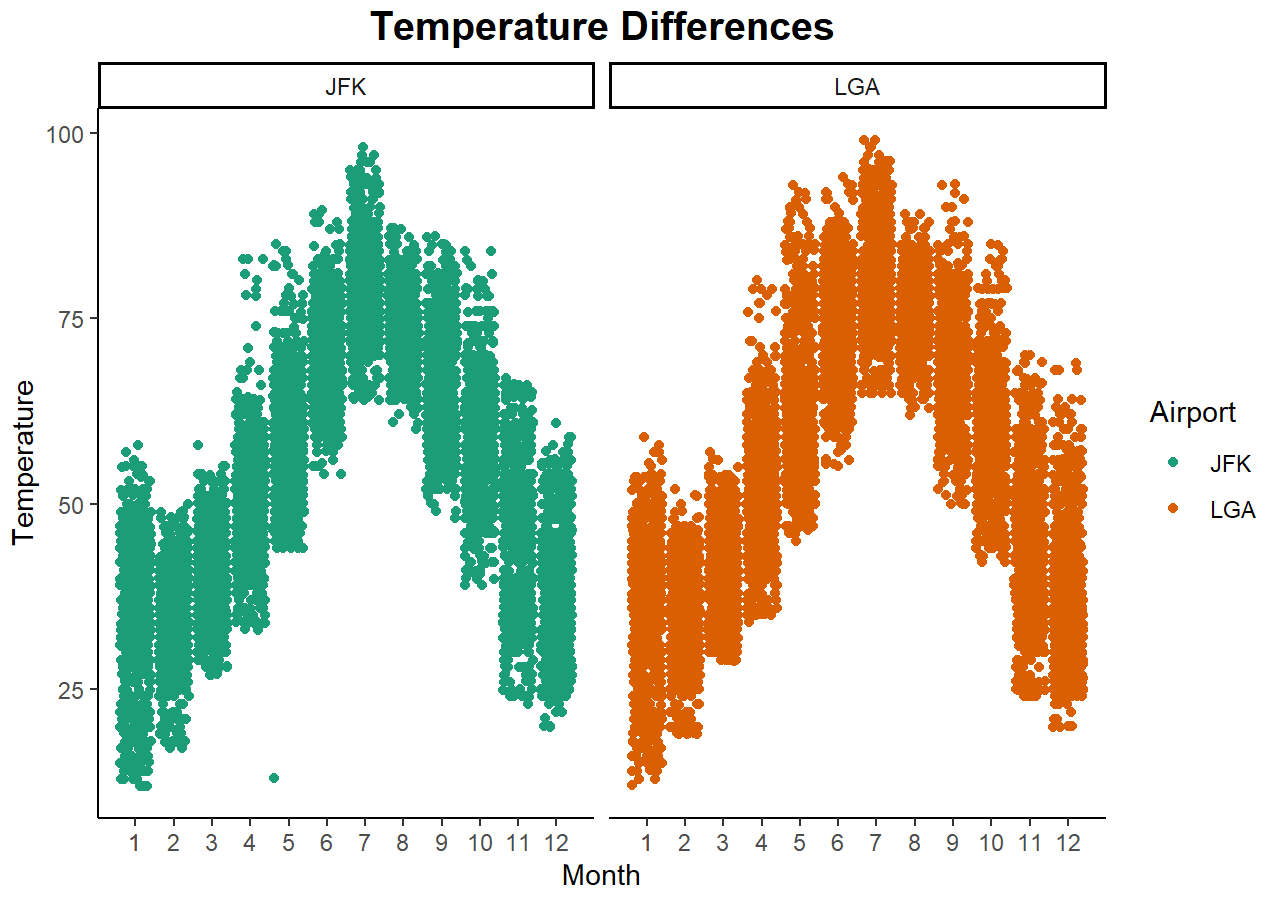 Temperature Differences
JFK LGA
100
75
50
25
Temperature
1 2 3 4 5 6 7 8 9 10 11 12 1 2 3 4 5 6 7 8 9 10 11 12
Month
Airport
JFK
LGA